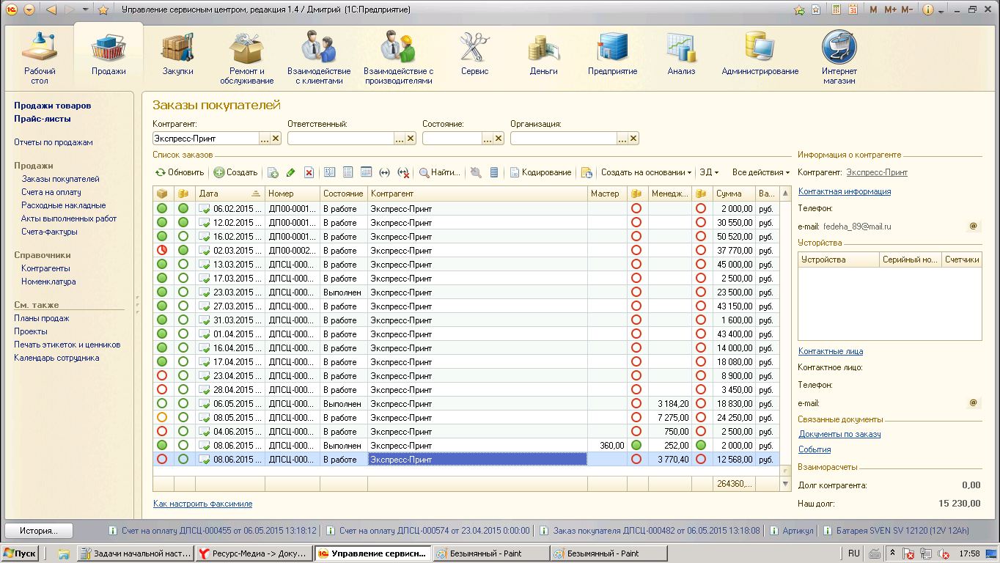 Управление сервисным центром, редакция 1.4 / Дмитрий (1С:Предприятие)
M M+ M-
Рабочий стол
Продажи
Закупки
Ремонт и обслуживание
Взаимодействие с клиентами
Взаимодействие с производителями
Сервис
Деньги
Предприятие
Анализ
Администрирование
Интернет магазин
Продажи товаров
Прайс-листы
Отчеты по продажам
Продажи
Заказы покупателей
Счета на оплату
Расходные накладные
Акты выполненных работ
Счета-фактуры
Справочники
Контрагенты
Номенклатура
См. также
Планы продаж
Проекты
Печать этикеток и ценников
Календарь сотрудника
Заказы покупателей
Контрагент: Ответственный: Состояние: Организация:
Экспресс-Принт ... ... ... ...
Список заказов
Обновить Создать Найти... Кодирование Создать на основании ЭД Все действия
Дата Номер Состояние Контрагент Мастер Менедж... Сумма Ва...
06.02.2015 ... ДП00-0001... В работе Экспресс-Принт 2 000,00 руб.
12.02.2015 ... ДП00-0001... В работе Экспресс-Принт 30 550,00 руб.
16.02.2015 ... ДП00-0001... В работе Экспресс-Принт 50 520,00 руб.
02.03.2015 ... ДП00-0002... В работе Экспресс-Принт 37 770,00 руб.
13.03.2015 ... ДПСЦ-000... В работе Экспресс-Принт 45 000,00 руб.
17.03.2015 ... ДПСЦ-000... В работе Экспресс-Принт 2 500,00 руб.
23.03.2015 ... ДПСЦ-000... Выполнен Экспресс-Принт 23 500,00 руб.
27.03.2015 ... ДПСЦ-000... В работе Экспресс-Принт 43 150,00 руб.
31.03.2015 ... ДПСЦ-000... В работе Экспресс-Принт 1 600,00 руб.
01.04.2015 ... ДПСЦ-000... В работе Экспресс-Принт 43 400,00 руб.
16.04.2015 ... ДПСЦ-000... В работе Экспресс-Принт 14 000,00 руб.
17.04.2015 ... ДПСЦ-000... В работе Экспресс-Принт 18 080,00 руб.
23.04.2015 ... ДПСЦ-000... В работе Экспресс-Принт 8 900,00 руб.
28.04.2015 ... ДПСЦ-000... В работе Экспресс-Принт 3 450,00 руб.
06.05.2015 ... ДПСЦ-000... Выполнен Экспресс-Принт 3 184,20 18 830,00 руб.
08.05.2015 ... ДПСЦ-000... В работе Экспресс-Принт 7 275,00 24 250,00 руб.
04.06.2015 ... ДПСЦ-000... В работе Экспресс-Принт 750,00 2 500,00 руб.
08.06.2015 ... ДПСЦ-000... Выполнен Экспресс-Принт 360,00 252,00 2 000,00 руб.
08.06.2015 ... ДПСЦ-000... В работе Экспресс-Принт 3 770,40 12 568,00 руб.
264360,...
Как настроить факсимиле
Информация о контрагенте
Контрагент: Экспресс-Принт
Контактная информация
Телефон:
e-mail: fedeha_89@mail.ru @
Усторйства
Устройства Серийный но... Счетчики
Контактные лица
Контактное лицо:
Телефон:
e-mail: @
Связанные документы
Документы по заказу
События
Взаиморасчеты
Долг контрагента: 0,00
Наш долг: 15 230,00
История... Счет на оплату ДПСЦ-000455 от 06.05.2015 13:18:12 Счет на оплату ДПСЦ-000574 от 23.04.2015 0:00:00 Заказ покупателя ДПСЦ-000482 от 06.05.2015 13:18:08 Артикул Батарея SVEN SV 12120 (12V 12Ah)
Пуск Задачи начальной наст... Ресурс-Медиа -> Доку... Управление сервисн... Безымянный - Paint Безымянный - Paint RU 17:58